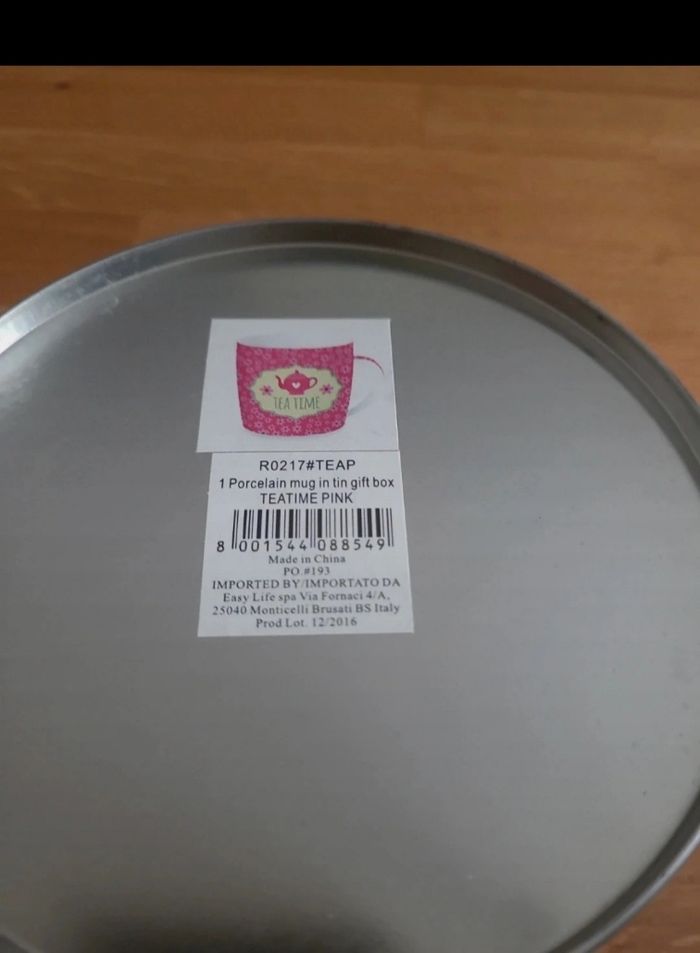 TEA TIME
R0217#TEAP
1 Porcelain mug in tin gift box
TEATIME PINK
8 001544 088549
Made in China
PO.#193
IMPORTED BY/IMPORTATO DA
Easy Life spa Via Fornaci 4/A,
25040 Monticelli Brusati BS Italy
Prod Lot. 12/2016